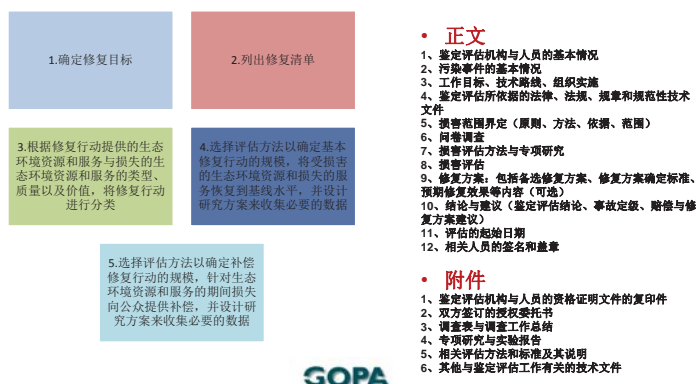 1.确定修复目标
2.列出修复清单
3.根据修复行动提供的生态
环境资源和服务与损失的生
态环境资源和服务的类型、
质量以及价值，将修复行动
进行分类
4.选择评估方法以确定基本
修复行动的规模，将受损害
的生态环境资源和损失的服
务恢复到基线水平，并设计
研究方案来收集必要的数据
5.选择评估方法以确定补偿
修复行动的规模，针对生态
环境资源和服务的期间损失
向公众提供补偿，并设计研
究方案来收集必要的数据
• 正文
1、鉴定评估机构与人员的基本情况
2、污染事件的基本情况
3、工作目标、技术路线、组织实施
4、鉴定评估所依据的法律、法规、规章和规范性技术
文件
5、损害范围界定（原则、方法、依据、范围）
6、问卷调查
7、损害评估方法与专项研究
8、损害评估
9、修复方案：包括备选修复方案、修复方案确定标准、
预期修复效果等内容（可选）
10、结论与建议（鉴定评估结论、事故定级、赔偿与修
复方案建议）
11、评估的起始日期
12、相关人员的签名和盖章
• 附件
1、鉴定评估机构与人员的资格证明文件的复印件
2、双方签订的授权委托书
3、调查表与调查工作总结
4、专项研究与实验报告
5、相关评估方法和标准及其说明
6、其他与鉴定评估工作有关的技术文件
GOPA